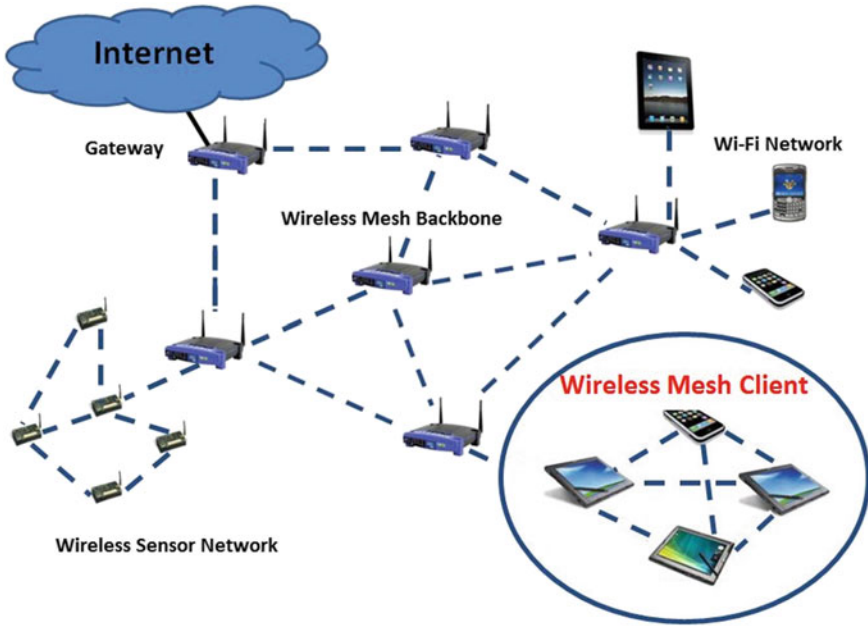 Internet
Gateway
Wi-Fi Network
Wireless Mesh Backbone
Wireless Mesh Client
Wireless Sensor Network